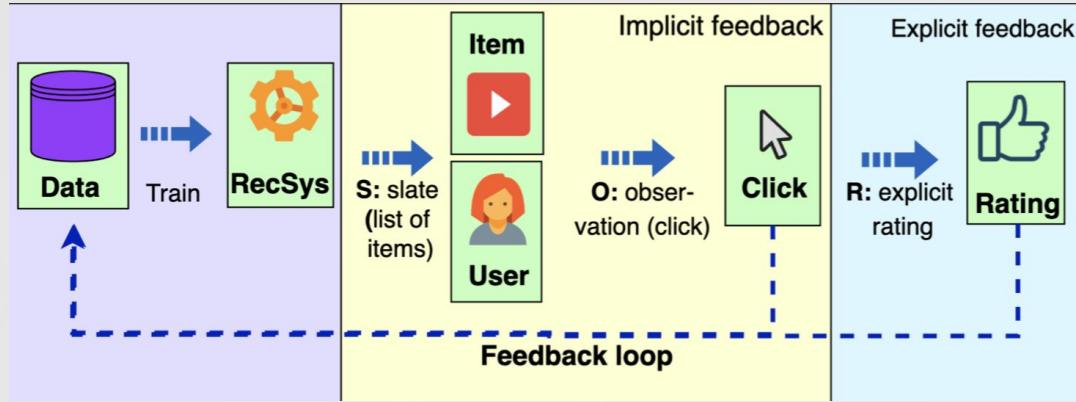 Implicit feedback
Explicit feedback
Item
Data
Train
RecSys
S: slate
(list of
items)
User
O: obser-
vation (click)
Click
R: explicit
rating
Rating
Feedback loop